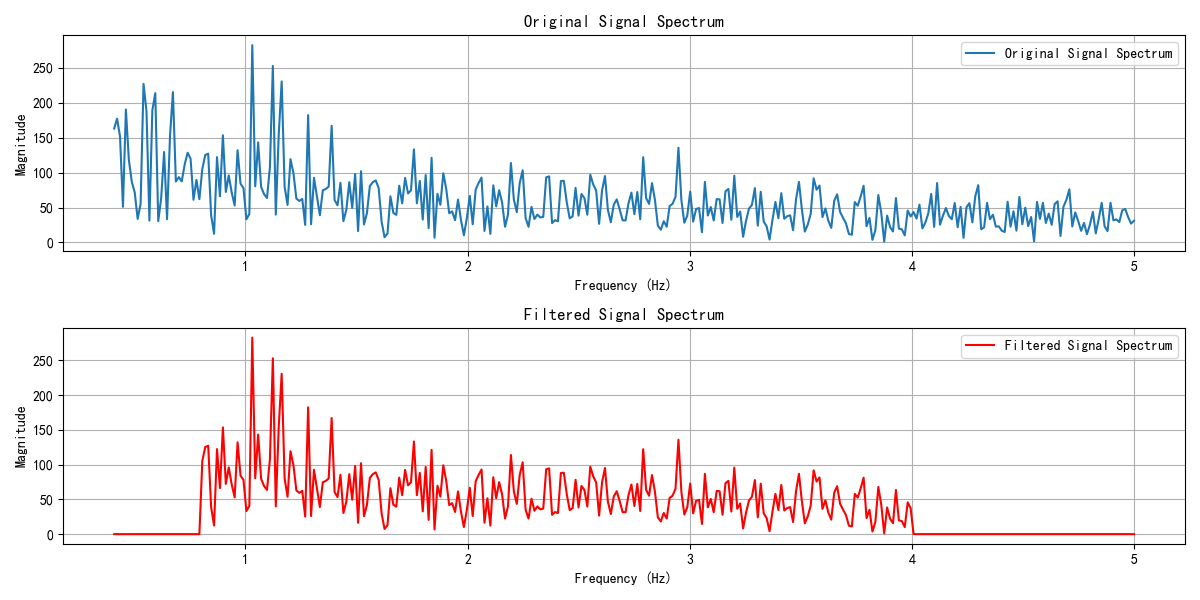 Original Signal Spectrum
Original Signal Spectrum
Magnitude
250
200
150
100
50
0
1 2 3 4 5
Frequency (Hz)
Filtered Signal Spectrum
Filtered Signal Spectrum
Magnitude
250
200
150
100
50
0
1 2 3 4 5
Frequency (Hz)